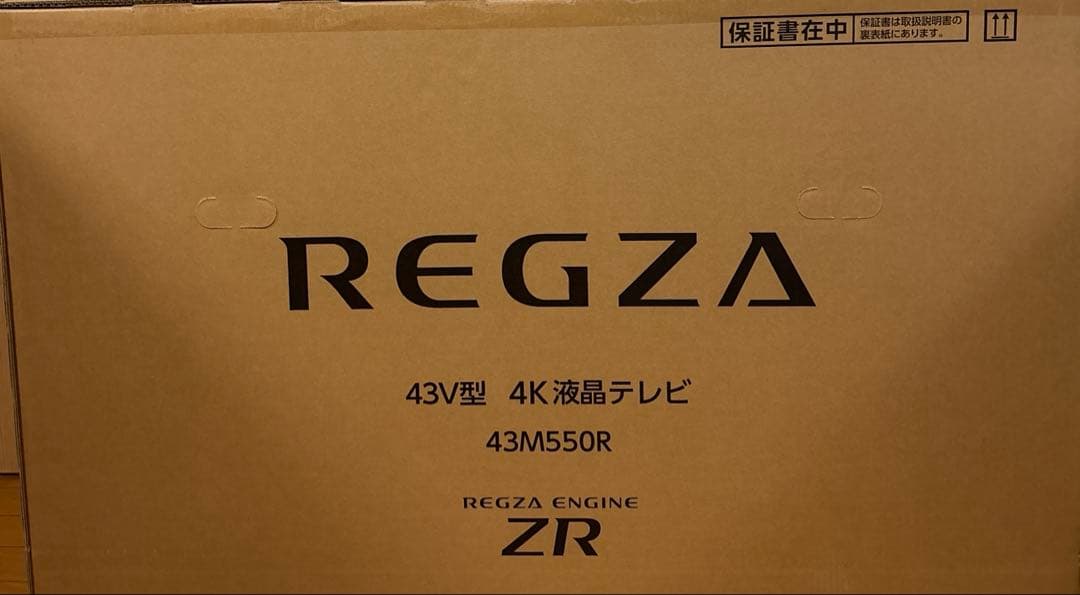 保証書在中
保証書は取扱説明書の
裏表紙にあります。
REGZA
43V型 4K液晶テレビ
43M550R
REGZA ENGINE
ZR